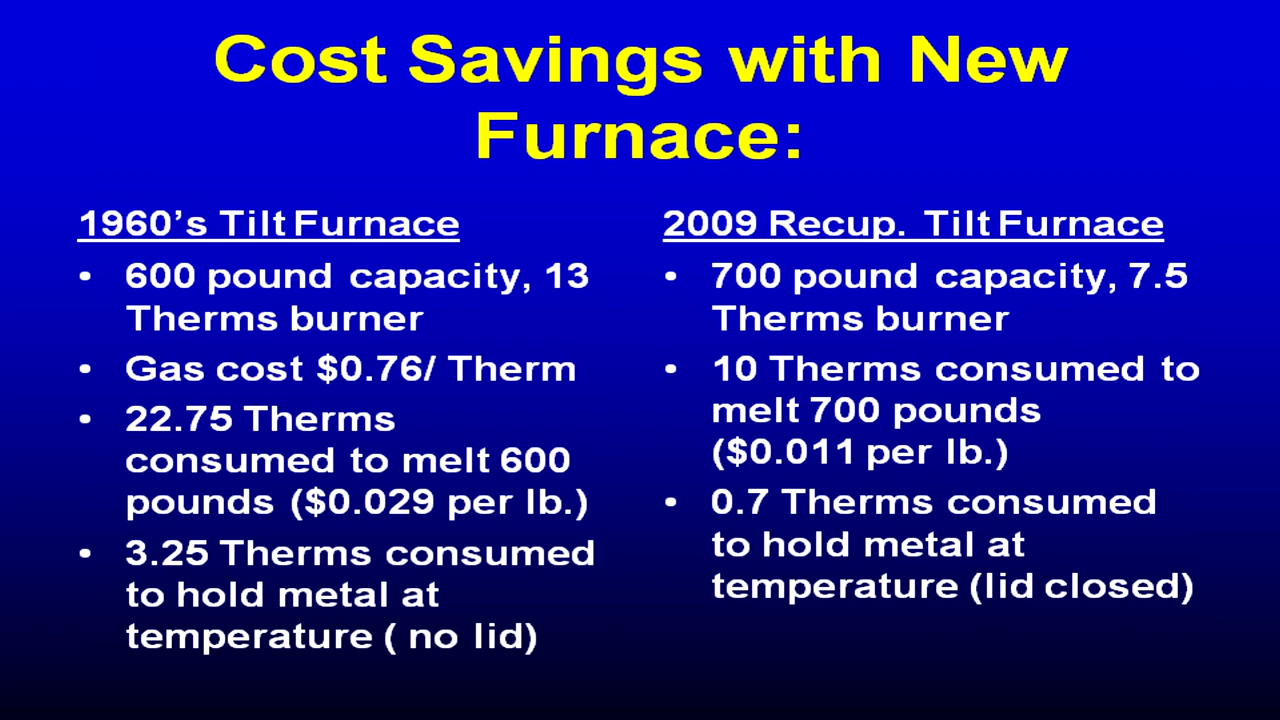 Cost Savings with New
Furnace:
1960’s Tilt Furnace
• 600 pound capacity, 13
Therms burner
• Gas cost $0.76/ Therm
• 22.75 Therms
consumed to melt 600
pounds ($0.029 per lb.)
• 3.25 Therms consumed
to hold metal at
temperature ( no lid)
2009 Recup. Tilt Furnace
• 700 pound capacity, 7.5
Therms burner
• 10 Therms consumed to
melt 700 pounds
($0.011 per lb.)
• 0.7 Therms consumed
to hold metal at
temperature (lid closed)